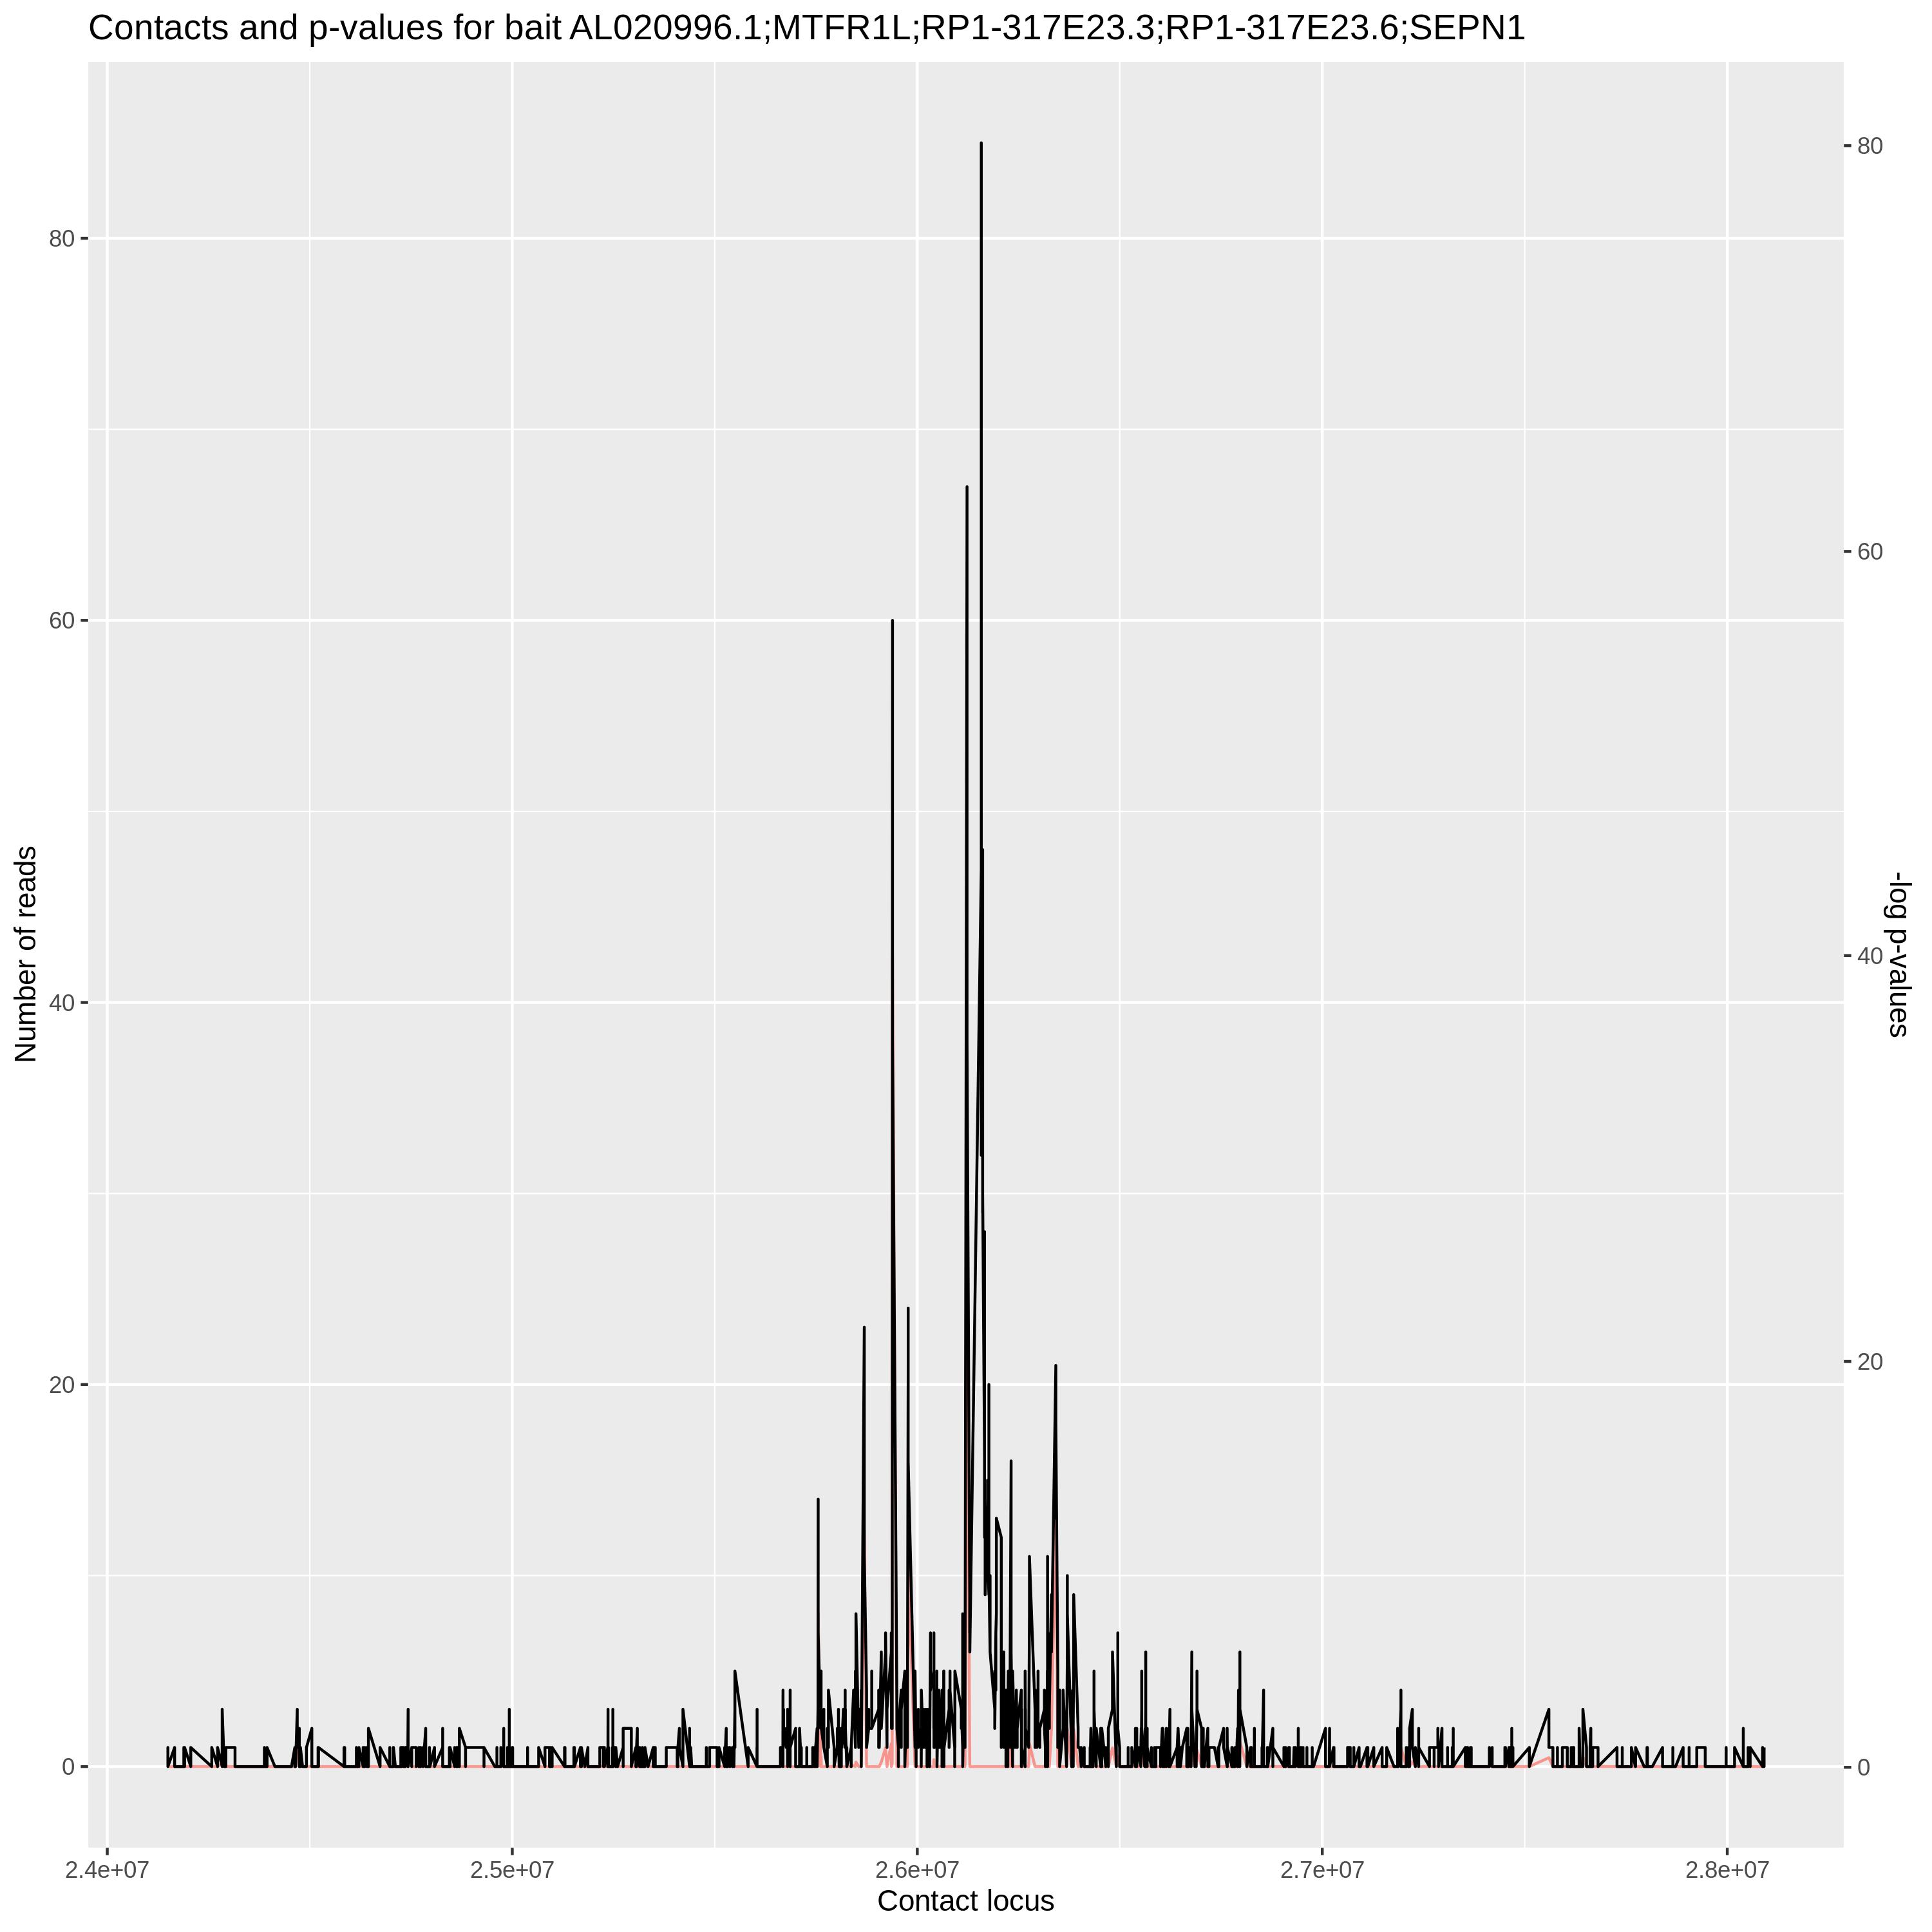 Contacts and p-values for bait AL020996.1;MTFR1L;RP1-317E23.3;RP1-317E23.6;SEPN1
Number of reads
80
60
40
20
0
80
60
40
20
0
-log p-values
2.4e+07 2.5e+07 2.6e+07 2.7e+07 2.8e+07
Contact locus